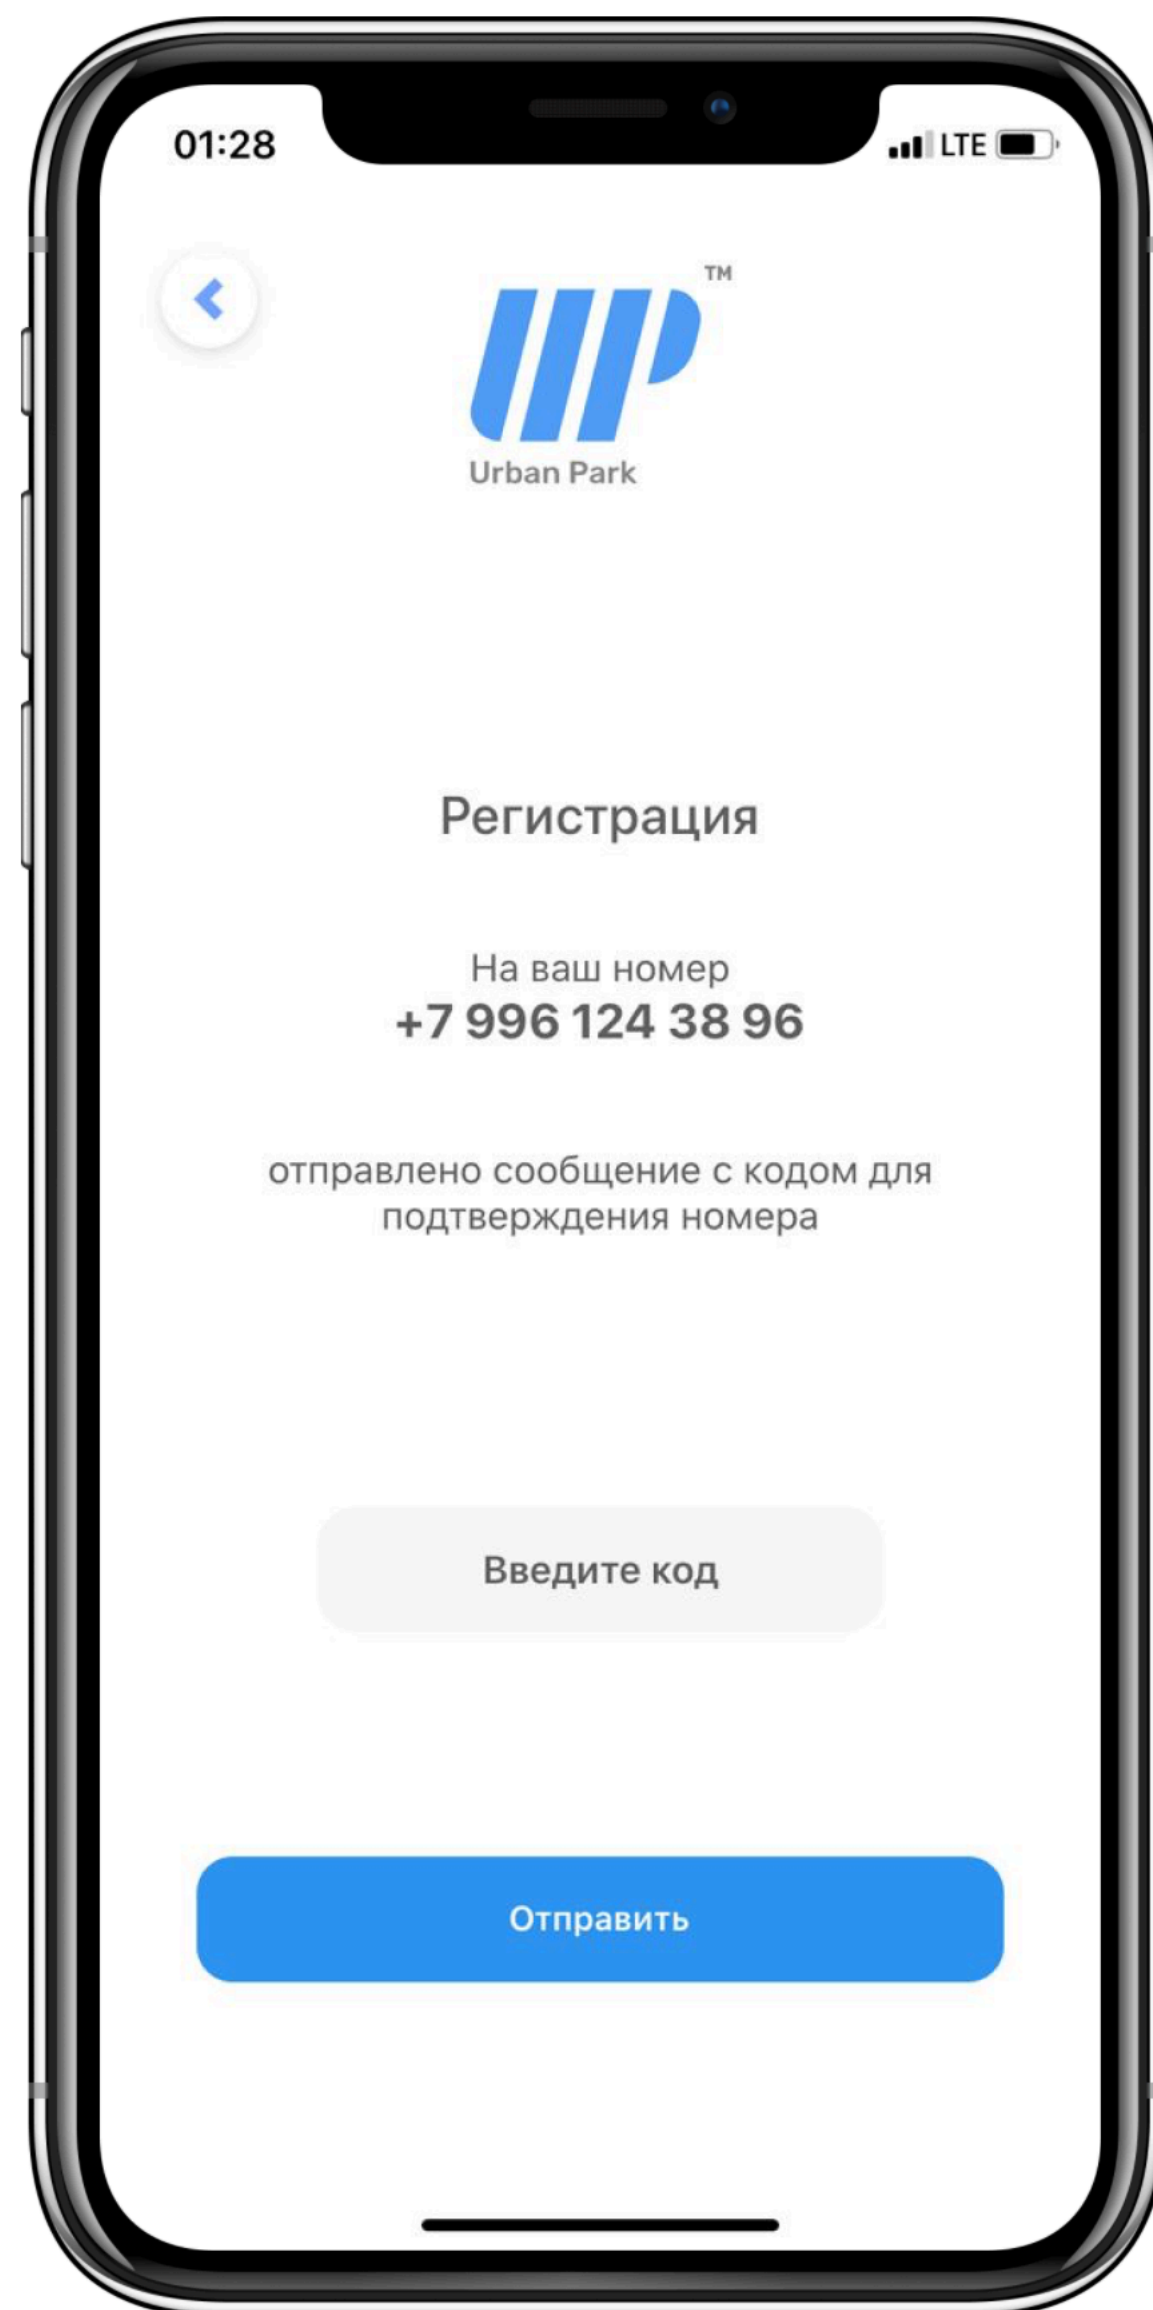 01:28
LTE
UP
TM
Urban Park
Регистрация
На ваш номер
+7 996 124 38 96
отправлено сообщение с кодом для
подтверждения номера
Введите код
Отправить